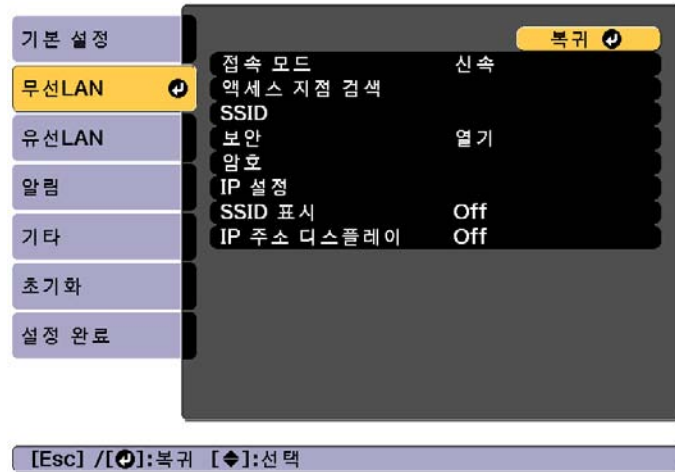 기본 설정
무선LAN
유선LAN
알림
기타
초기화
설정 완료
복귀
접속 모드 신속
액세스 지점 검색
SSID
보안 열기
암호
IP 설정
SSID 표시 Off
IP 주소 디스플레이 Off
[Esc] /[]:복귀 []:선택